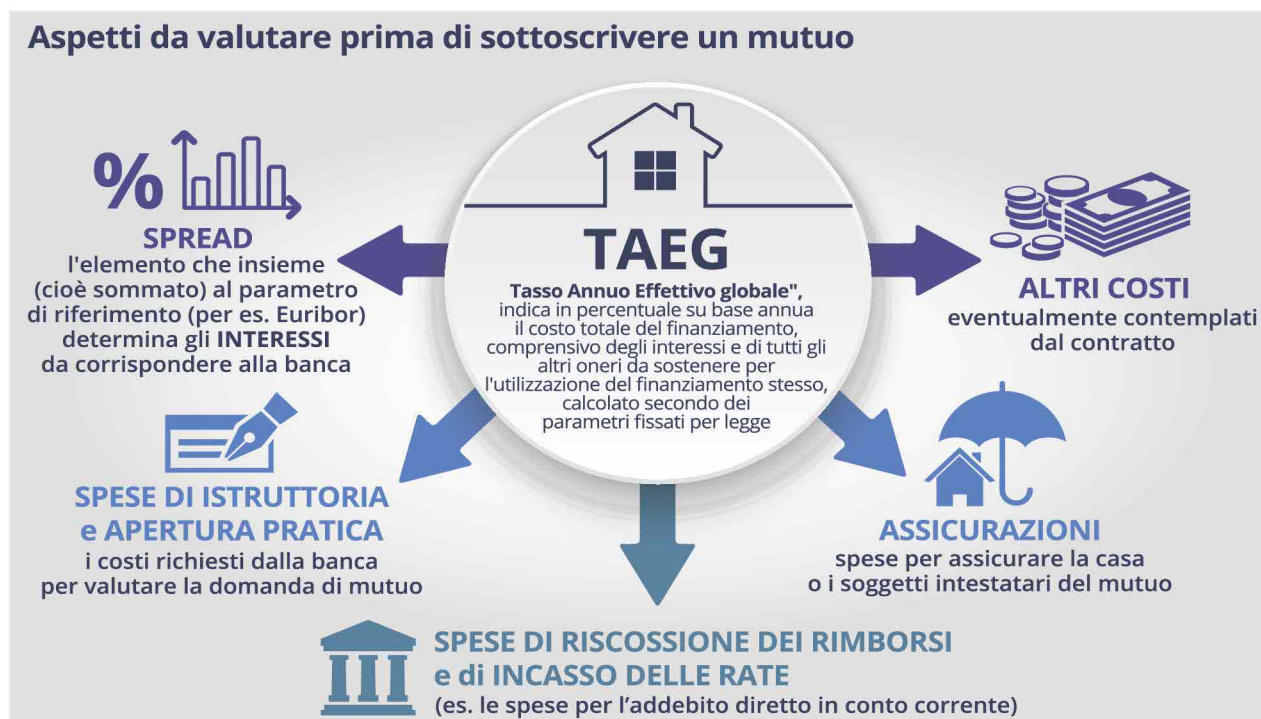 Aspetti da valutare prima di sottoscrivere un mutuo
%
SPREAD
l'elemento che insieme
(cioè sommato) al parametro
di riferimento (per es. Euribor)
determina gli INTERESSI
da corrispondere alla banca
TAEG
Tasso Annuo Effettivo globale",
indica in percentuale su base annua
il costo totale del finanziamento,
comprensivo degli interessi e di tutti gli
altri oneri da sostenere per
l'utilizzazione del finanziamento stesso,
calcolato secondo dei
parametri fissati per legge
ALTRI COSTI
eventualmente contemplati
dal contratto
SPESE DI ISTRUTTORIA
e APERTURA PRATICA
i costi richiesti dalla banca
per valutare la domanda di mutuo
ASSICURAZIONI
spese per assicurare la casa
o i soggetti intestatari del mutuo
SPESE DI RISCOSSIONE DEI RIMBORSI
e di INCASSO DELLE RATE
(es. le spese per l’addebito diretto in conto corrente)